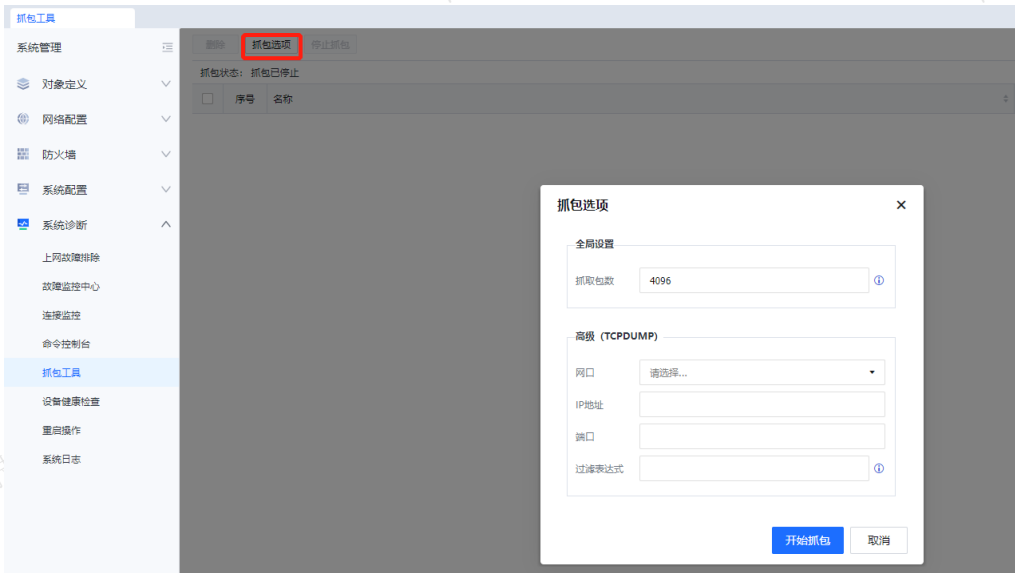 抓包工具
系统管理
对象定义
网络配置
防火墙
系统配置
系统诊断
上网故障排除
故障监控中心
连接监控
命令控制台
抓包工具
设备健康检查
重启操作
系统日志
删除 抓包选项 停止抓包
抓包状态： 抓包已停止
序号 名称
抓包选项
全局设置
抓取包数 4096
高级（TCPDUMP）
网口 请选择...
IP地址
端口
过滤表达式
开始抓包 取消